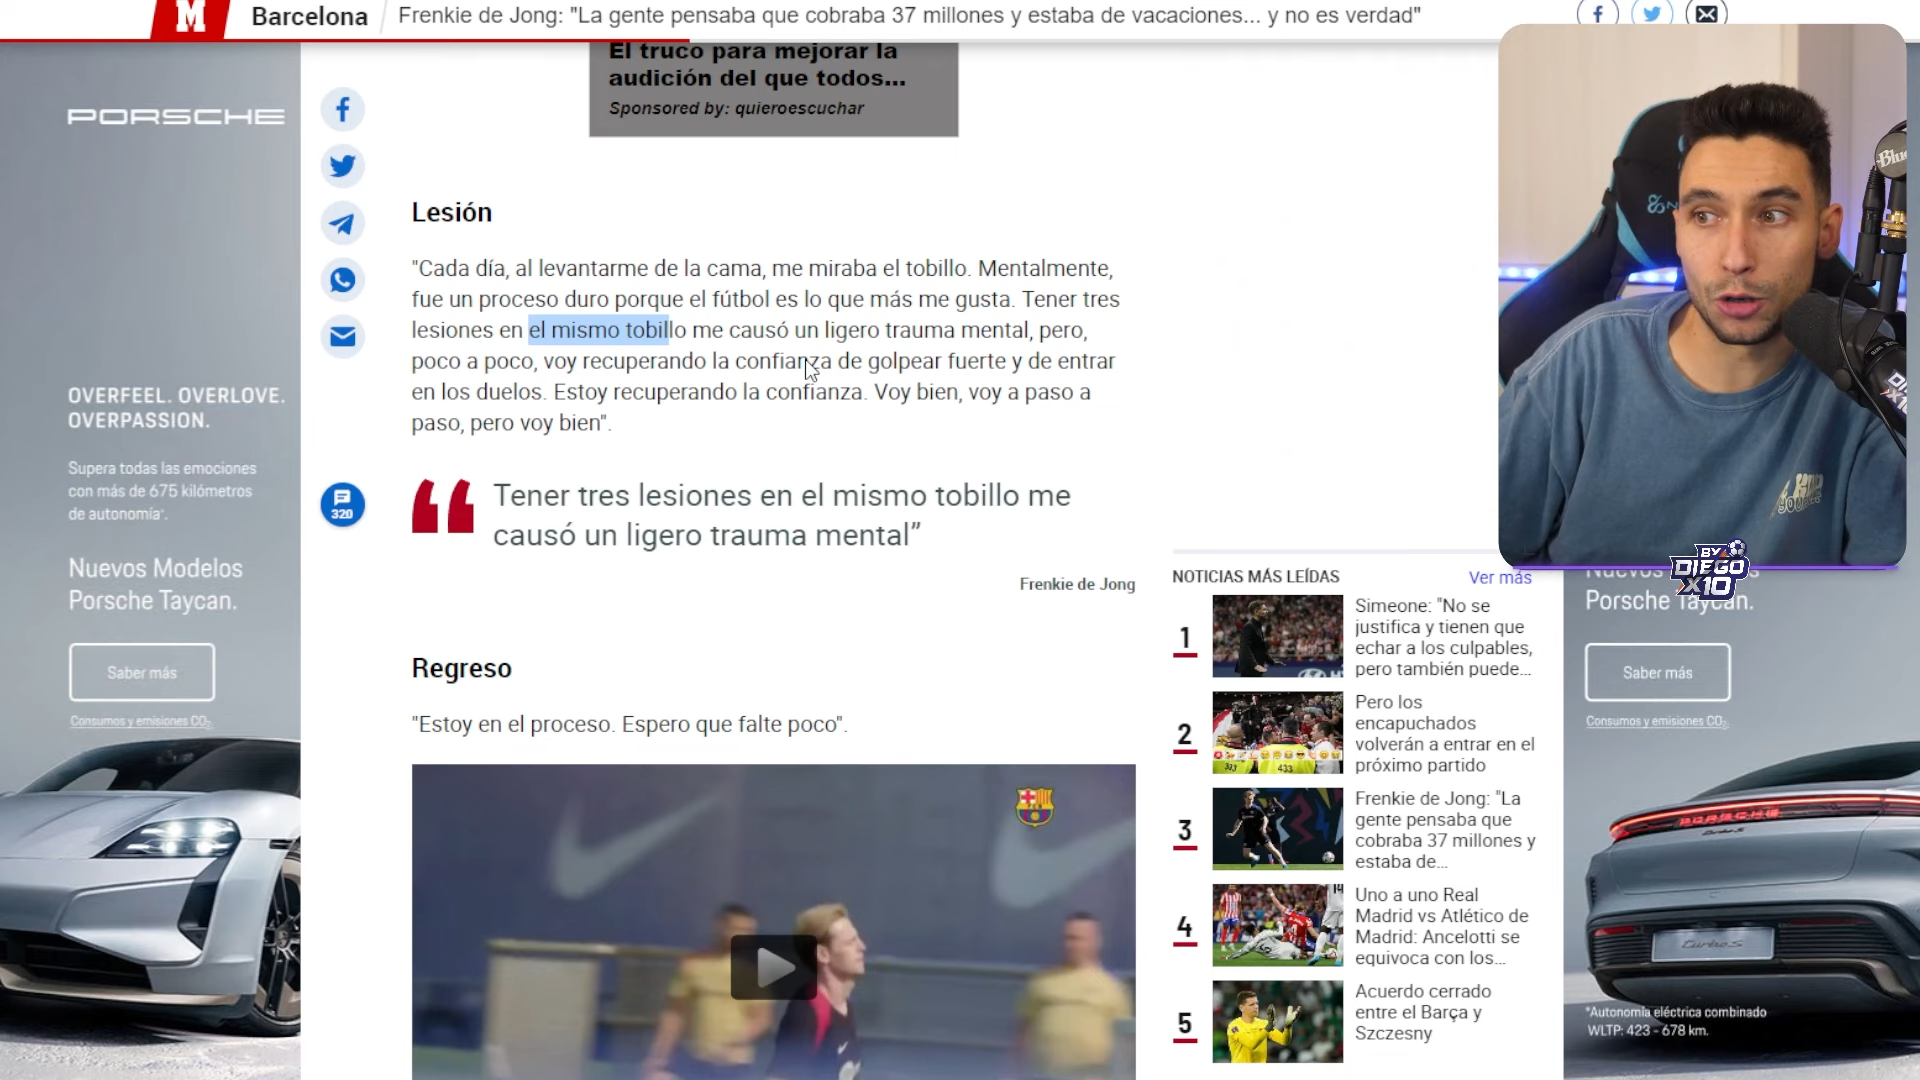 M
Barcelona
Frenkie de Jong: "La gente pensaba que cobraba 37 millones y estaba de vacaciones... y no es verdad"
El truco para mejorar la
audición del que todos...
Sponsored by: quieroescuchar
PORSCHE
OVERFEEL. OVERLOVE.
OVERPASSION.
Supera todas las emociones
con más de 675 kilómetros
de autonomía*.
Nuevos Modelos
Porsche Taycan.
Saber más
Consumos y emisiones CO₂.
320
Lesión
"Cada día, al levantarme de la cama, me miraba el tobillo. Mentalmente,
fue un proceso duro porque el fútbol es lo que más me gusta. Tener tres
lesiones en el mismo tobillo me causó un ligero trauma mental, pero,
poco a poco, voy recuperando la confianza de golpear fuerte y de entrar
en los duelos. Estoy recuperando la confianza. Voy bien, voy a paso a
paso, pero voy bien".
Tener tres lesiones en el mismo tobillo me
causó un ligero trauma mental”
Frenkie de Jong
Regreso
"Estoy en el proceso. Espero que falte poco".
NOTICIAS MÁS LEÍDAS
Ver más
1
Simeone: "No se
justifica y tienen que
echar a los culpables,
pero también puede...
2
Pero los
encapuchados
volverán a entrar en el
próximo partido
433
3
Frenkie de Jong: "La
gente pensaba que
cobraba 37 millones y
estaba de...
4
Uno a uno Real
Madrid vs Atlético de
Madrid: Ancelotti se
equivoca con los...
14
5
Acuerdo cerrado
entre el Barça y
Szczesny
Blue
BY
DIEGO
X10
Nuevos
Porsche Taycan.
Saber más
Consumos y emisiones CO₂.
PORSCHE
Turbo S
*Autonomía eléctrica combinado
WLTP: 423 - 678 km.